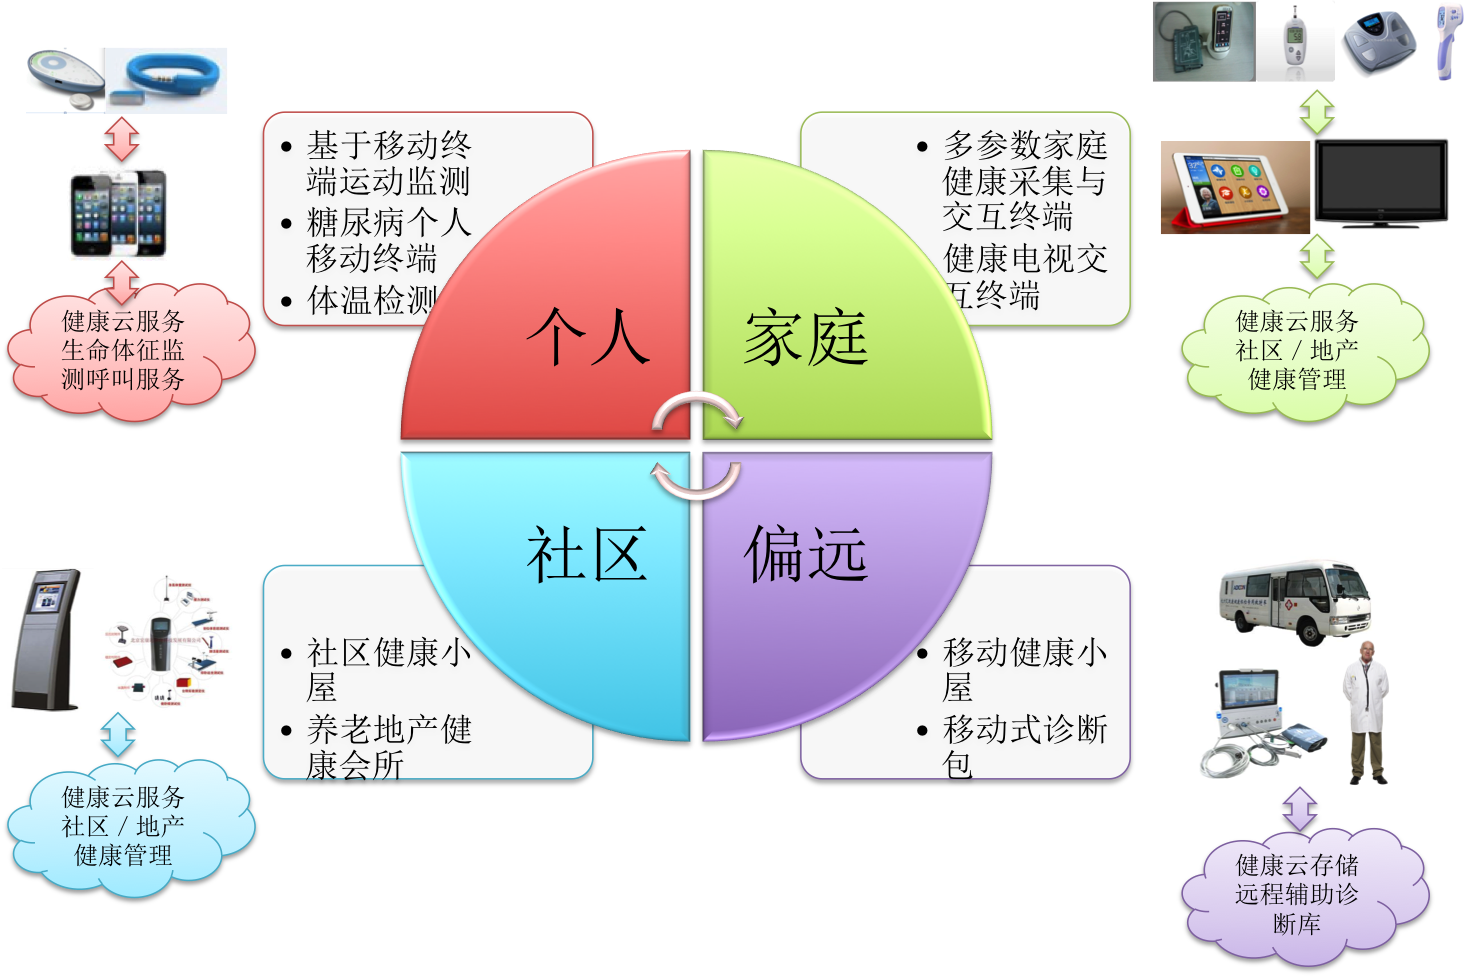 基于移动终
端运动监测
糖尿病个人
移动终端
体温检测
多参数家庭
健康采集与
交互终端
健康电视交
互终端
个人
家庭
健康云服务
生命体征监
测呼叫服务
健康云服务
社区 / 地产
健康管理
社区
偏远
社区健康小
屋
养老地产健
康会所
移动健康小
屋
移动式诊断
包
健康云服务
社区 / 地产
健康管理
健康云存储
远程辅助诊
断库